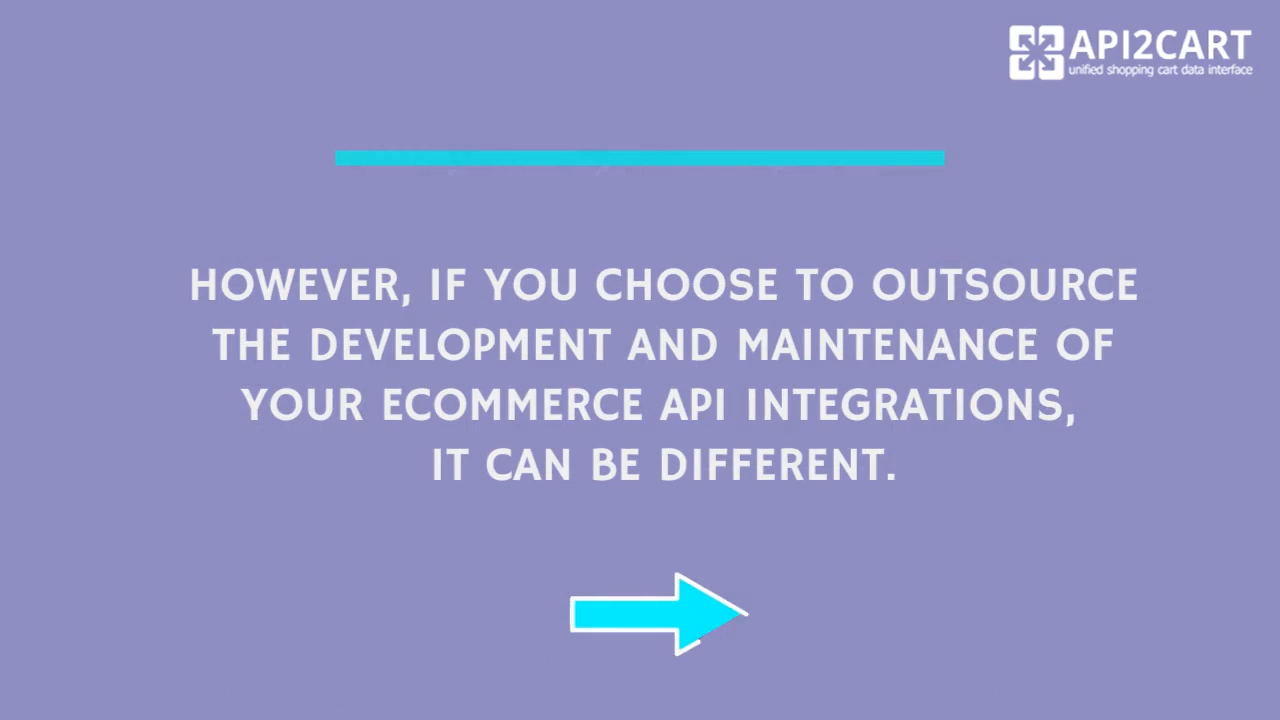 API2CART
unified shopping cart data interface
HOWEVER, IF YOU CHOOSE TO OUTSOURCE
THE DEVELOPMENT AND MAINTENANCE OF
YOUR ECOMMERCE API INTEGRATIONS,
IT CAN BE DIFFERENT.